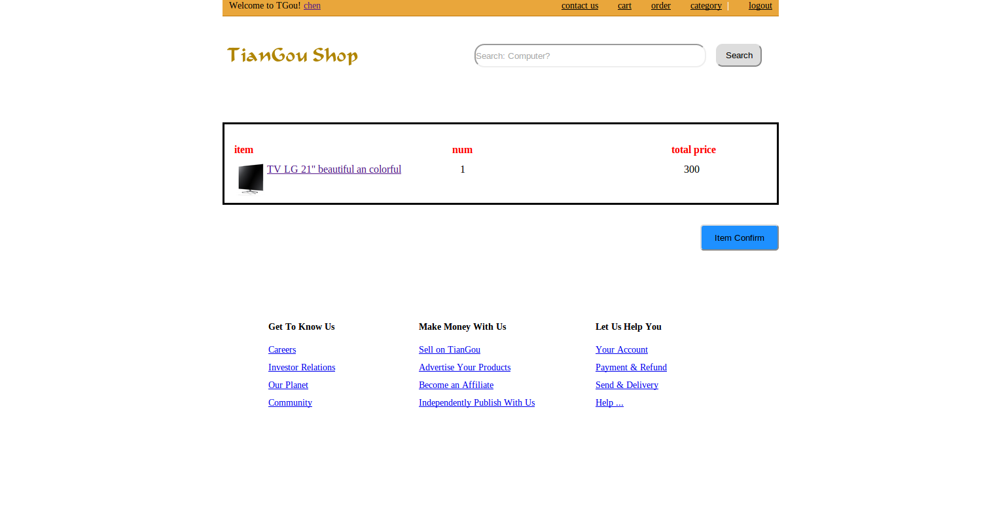 Welcome to TGou! chen contact us cart order category | logout
TianGou Shop Search: Computer? Search
item num total price
TV LG 21" beautiful an colorful 1 300
Item Confirm
Get To Know Us Make Money With Us Let Us Help You
Careers Sell on TianGou Your Account
Investor Relations Advertise Your Products Payment & Refund
Our Planet Become an Affiliate Send & Delivery
Community Independently Publish With Us Help ...